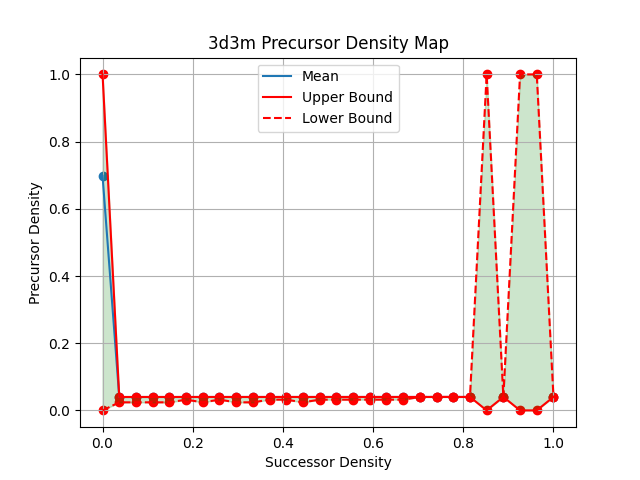 3d3m Precursor Density Map
Mean
Upper Bound
Lower Bound
Precursor Density
1.0
0.8
0.6
0.4
0.2
0.0
0.0 0.2 0.4 0.6 0.8 1.0
Successor Density